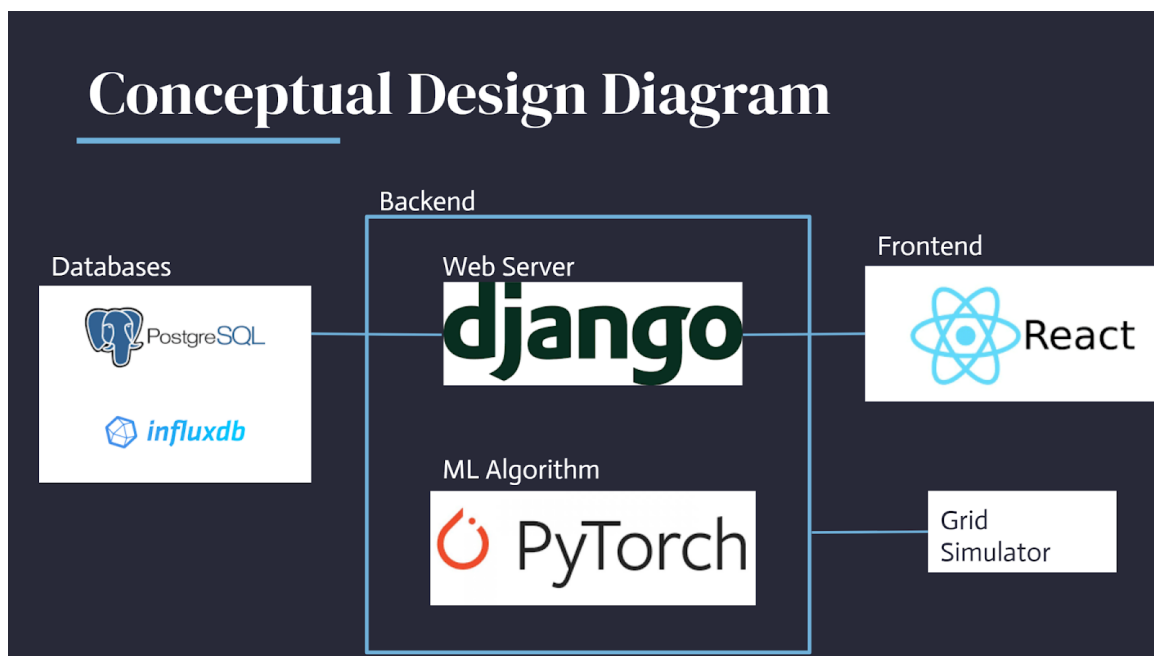 Conceptual Design Diagram
Backend
Databases
Web Server
Frontend
PostgreSQL
django
React
influxdb
ML Algorithm
PyTorch
Grid
Simulator